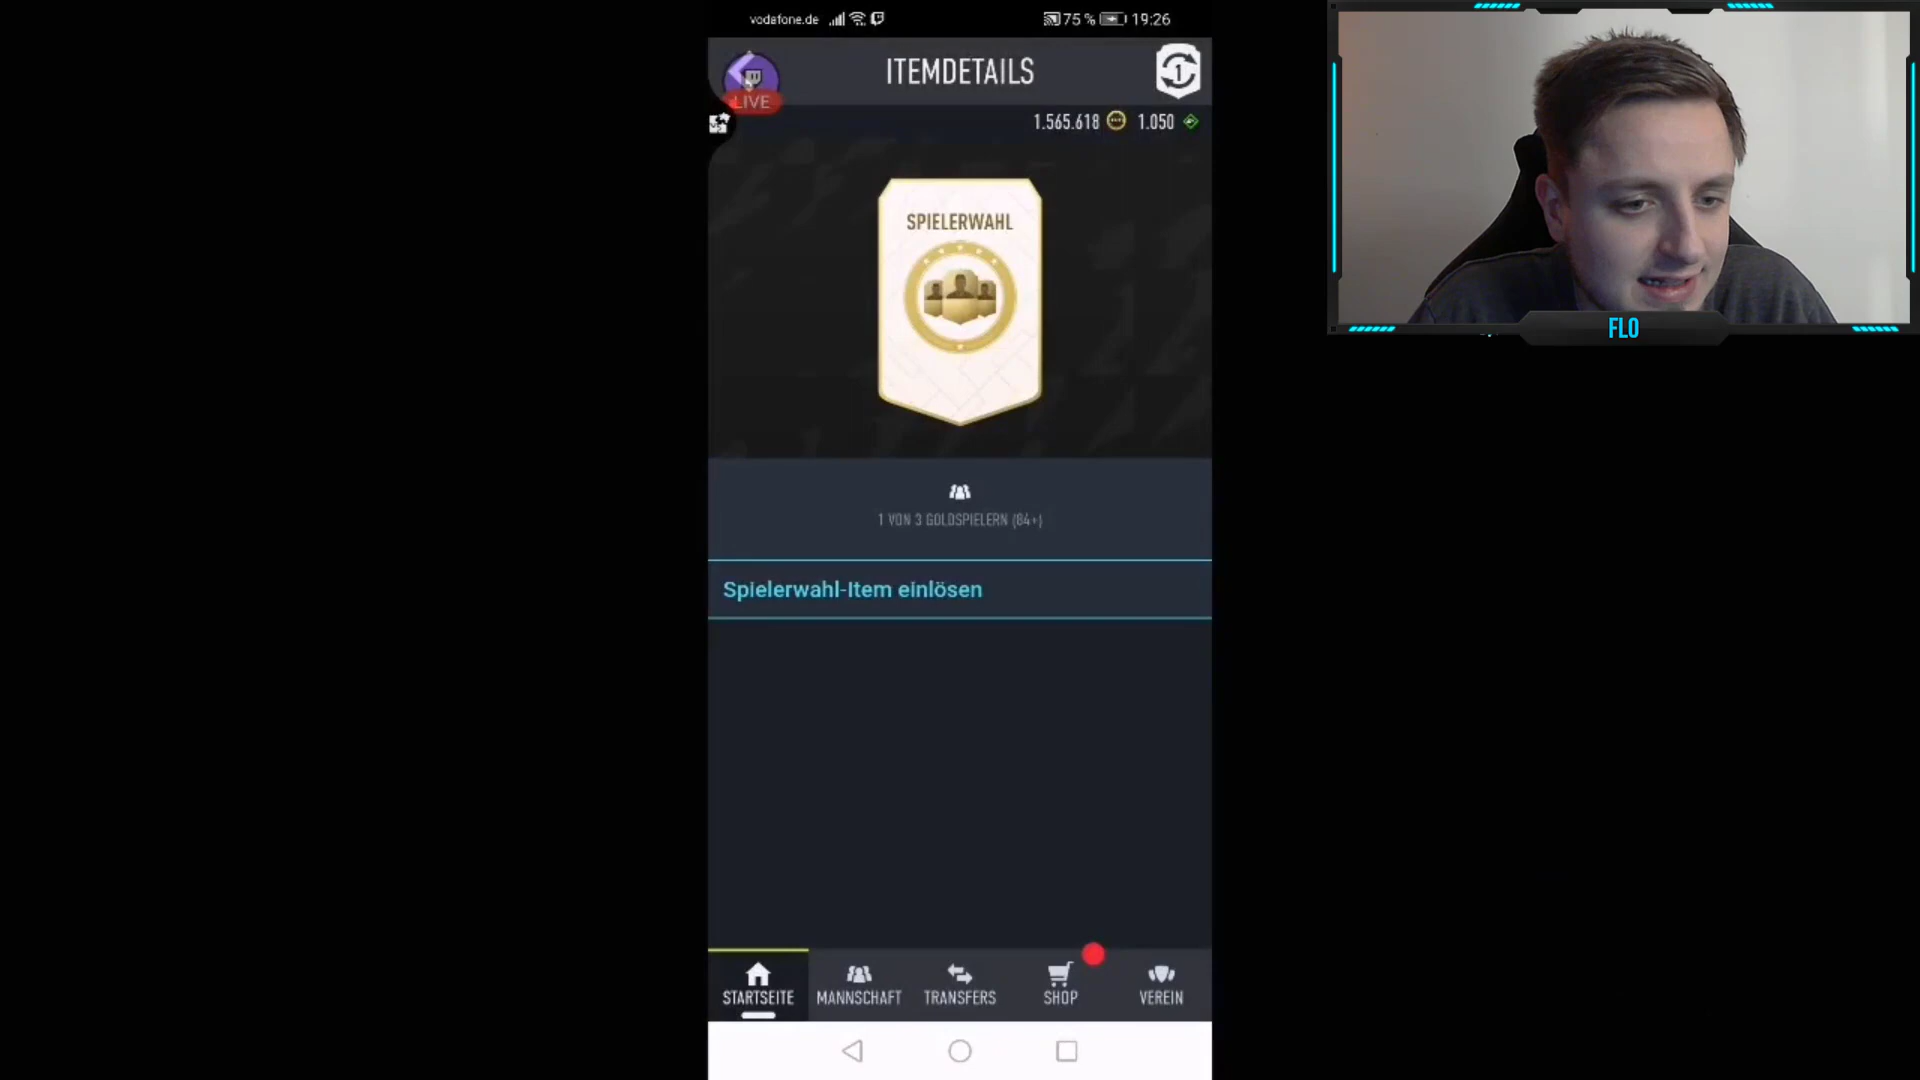 vodafone.de 75 % 19:26
ITEMDETAILS
1
LIVE
1.565.618 1.050
SPIELERWAHL
1 VON 3 GOLDSPIELERN (84+)
Spielerwahl-Item einlösen
STARTSEITE MANNSCHAFT TRANSFERS SHOP VEREIN
FLO